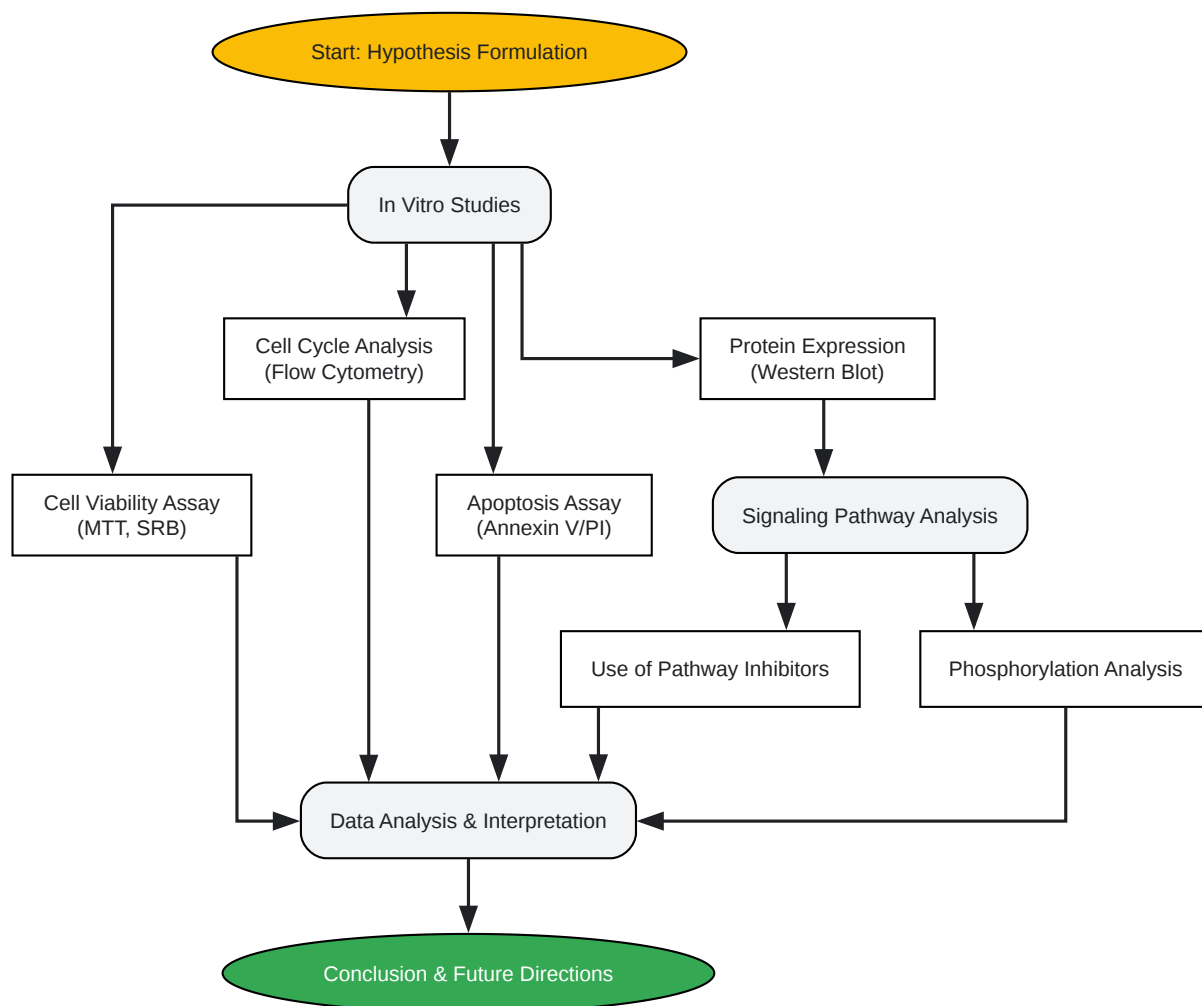 Start: Hypothesis Formulation
In Vitro Studies
Cell Cycle Analysis
(Flow Cytometry)
Protein Expression
(Western Blot)
Cell Viability Assay
(MTT, SRB)
Apoptosis Assay
(Annexin V/PI)
Signaling Pathway Analysis
Use of Pathway Inhibitors
Phosphorylation Analysis
Data Analysis & Interpretation
Conclusion & Future Directions